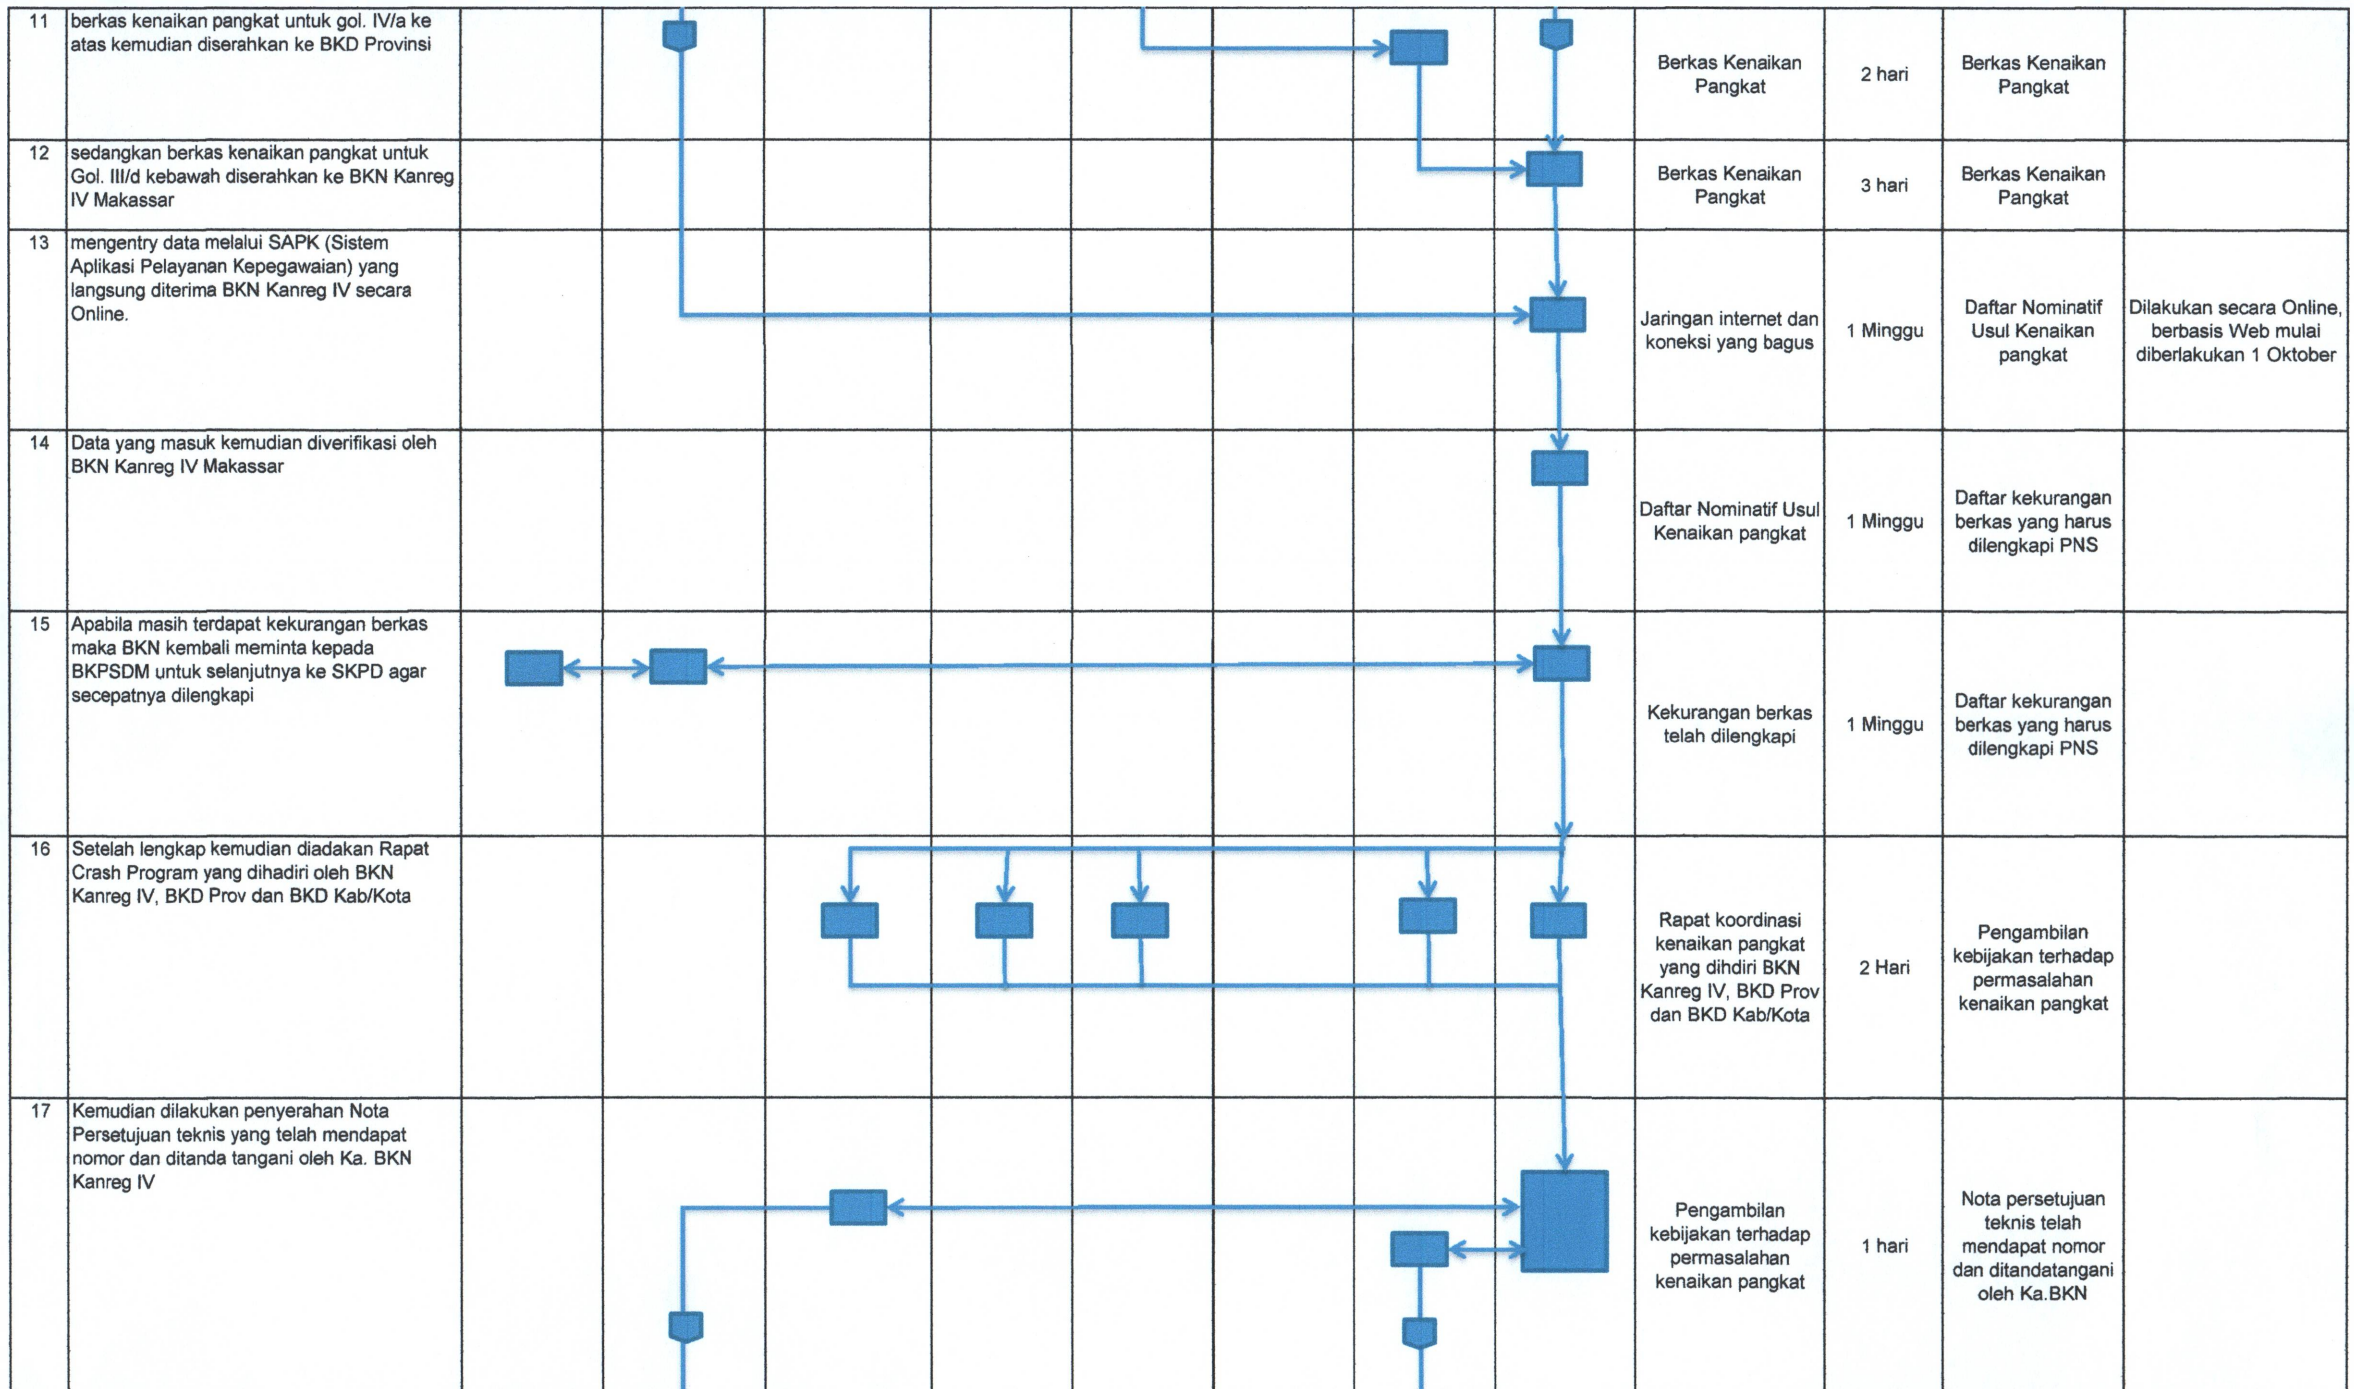 11
berkas kenaikan pangkat untuk gol. IV/a ke
atas kemudian diserahkan ke BKD Provinsi
Berkas Kenaikan
Pangkat
2 hari
Berkas Kenaikan
Pangkat
12
sedangkan berkas kenaikan pangkat untuk
Gol. III/d kebawah diserahkan ke BKN Kanreg
IV Makassar
Berkas Kenaikan
Pangkat
3 hari
Berkas Kenaikan
Pangkat
13
mengentry data melalui SAPK (Sistem
Aplikasi Pelayanan Kepegawaian) yang
langsung diterima BKN Kanreg IV secara
Online.
Jaringan internet dan
koneksi yang bagus
1 Minggu
Daftar Nominatif
Usul Kenaikan
pangkat
Dilakukan secara Online,
berbasis Web mulai
diberlakukan 1 Oktober
14
Data yang masuk kemudian diverifikasi oleh
BKN Kanreg IV Makassar
Daftar Nominatif Usul
Kenaikan pangkat
1 Minggu
Daftar kekurangan
berkas yang harus
dilengkapi PNS
15
Apabila masih terdapat kekurangan berkas
maka BKN kembali meminta kepada
BKPSDM untuk selanjutnya ke SKPD agar
secepatnya dilengkapi
Kekurangan berkas
telah dilengkapi
1 Minggu
Daftar kekurangan
berkas yang harus
dilengkapi PNS
16
Setelah lengkap kemudian diadakan Rapat
Crash Program yang dihadiri oleh BKN
Kanreg IV, BKD Prov dan BKD Kab/Kota
Rapat koordinasi
kenaikan pangkat
yang dihdiri BKN
Kanreg IV, BKD Prov
dan BKD Kab/Kota
2 Hari
Pengambilan
kebijakan terhadap
permasalahan
kenaikan pangkat
17
Kemudian dilakukan penyerahan Nota
Persetujuan teknis yang telah mendapat
nomor dan ditanda tangani oleh Ka. BKN
Kanreg IV
Pengambilan
kebijakan terhadap
permasalahan
kenaikan pangkat
1 hari
Nota persetujuan
teknis telah
mendapat nomor
dan ditandatangani
oleh Ka.BKN